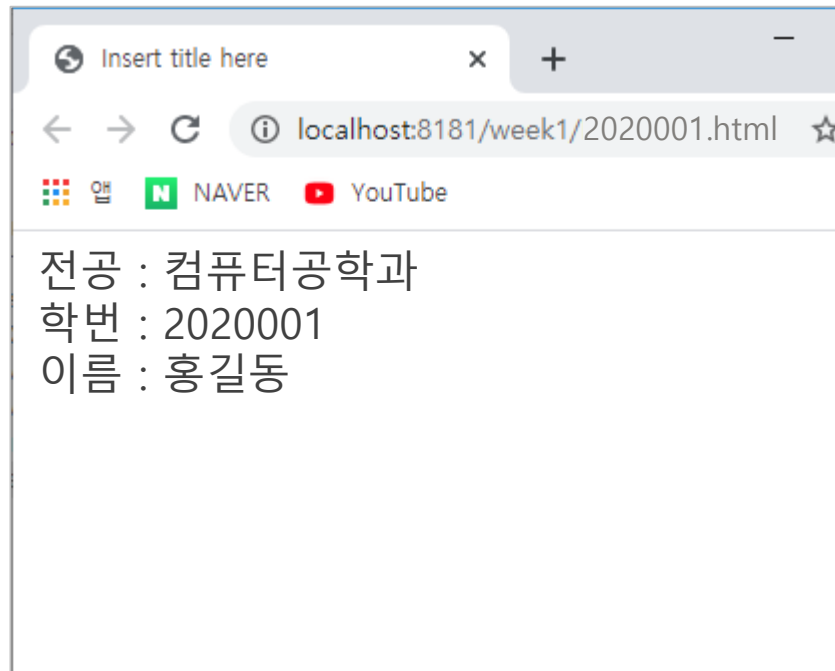 Insert title here
localhost:8181/week1/2020001.html
앱 N NAVER YouTube
전공 : 컴퓨터공학과
학번 : 2020001
이름 : 홍길동